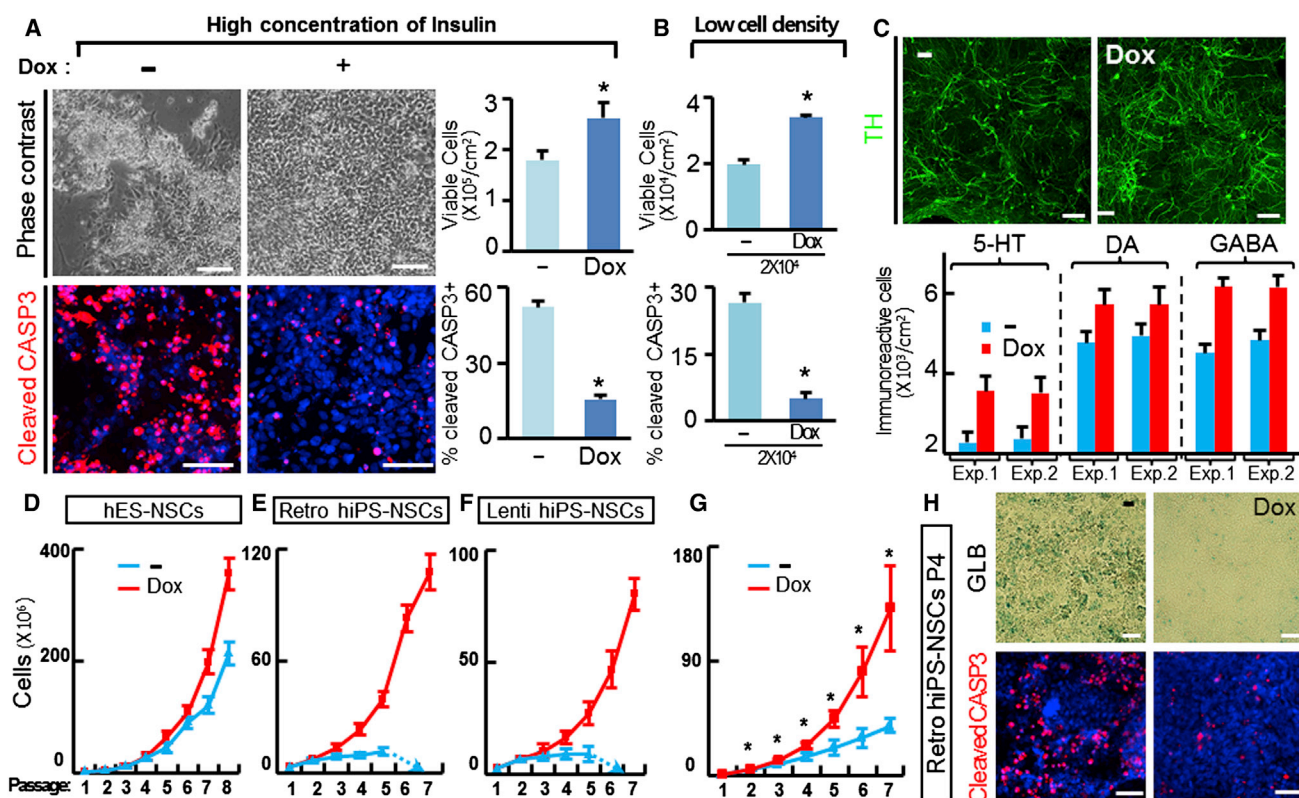 A
High concentration of Insulin
Dox :
–
+
Phase contrast
Viable Cells
(X10⁵/cm²)
3
2
1
0
*
–
Dox
Cleaved CASP3
% cleaved CASP3+
60
30
0
*
–
Dox
B
Low cell density
Viable Cells
(X10⁴/cm²)
4
2
0
*
–
Dox
2X10⁴
% cleaved CASP3+
30
15
0
*
–
Dox
2X10⁴
C
TH
–
Dox
5-HT
DA
GABA
Immunoreactive cells
(X10³/cm²)
6
4
2
–
Dox
Exp.1
Exp.2
Exp.1
Exp.2
Exp.1
Exp.2
D
hES-NSCs
Cells (X10⁶)
400
200
0
–
Dox
Passage:
1 2 3 4 5 6 7 8
E
Retro hiPS-NSCs
120
60
0
1 2 3 4 5 6 7
F
Lenti hiPS-NSCs
100
50
0
1 2 3 4 5 6 7
G
180
90
0
–
Dox
* * * * * *
1 2 3 4 5 6 7
H
Retro hiPS-NSCs P4
GLB
–
Dox
Cleaved CASP3